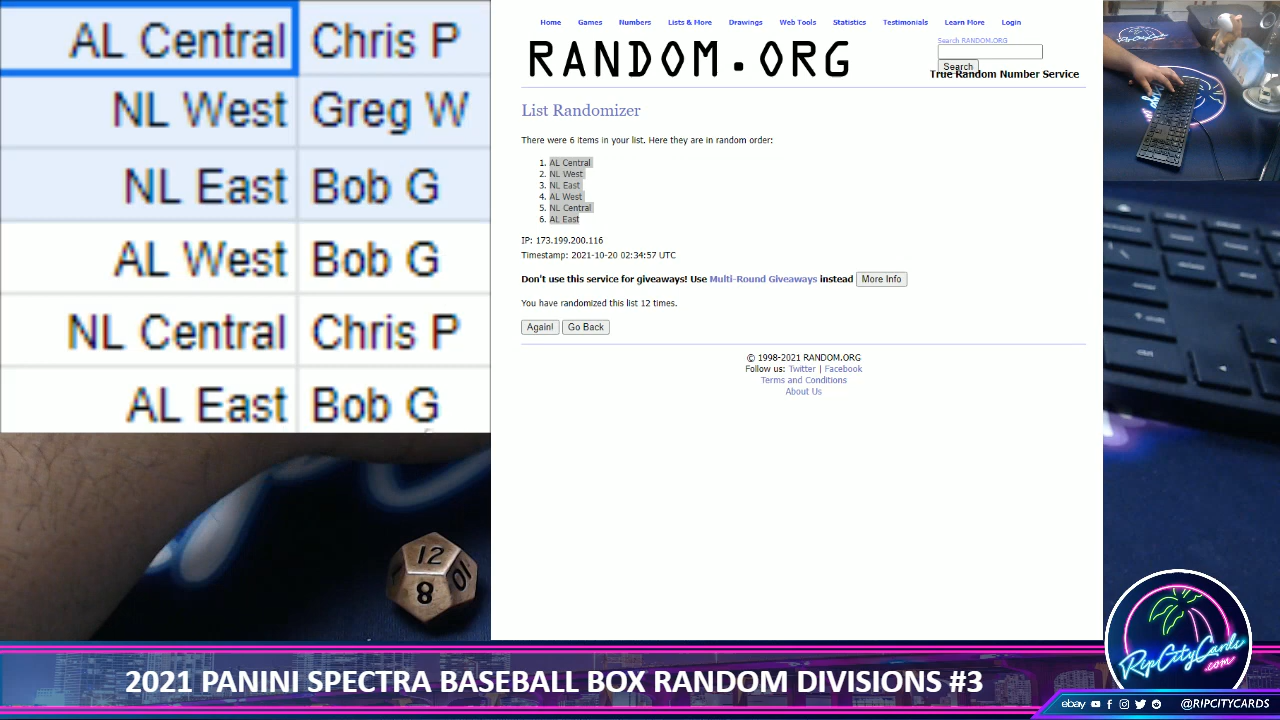 AL Central Chris P
NL West Greg W
NL East Bob G
AL West Bob G
NL Central Chris P
AL East Bob G
Home Games Numbers Lists & More Drawings Web Tools Statistics Testimonials Learn More Login
RANDOM.ORG
Search RANDOM.ORG
Search
True Random Number Service
List Randomizer
There were 6 items in your list. Here they are in random order:
1. AL Central
2. NL West
3. NL East
4. AL West
5. NL Central
6. AL East
IP: 173.199.200.116
Timestamp: 2021-10-20 02:34:57 UTC
Don't use this service for giveaways! Use Multi-Round Giveaways instead More Info
You have randomized this list 12 times.
Again! Go Back
© 1998-2021 RANDOM.ORG
Follow us: Twitter | Facebook
Terms and Conditions
About Us
12
8
10
RipCityCards
.com
2021 PANINI SPECTRA BASEBALL BOX RANDOM DIVISIONS #3
ebay @RIPCITYCARDS